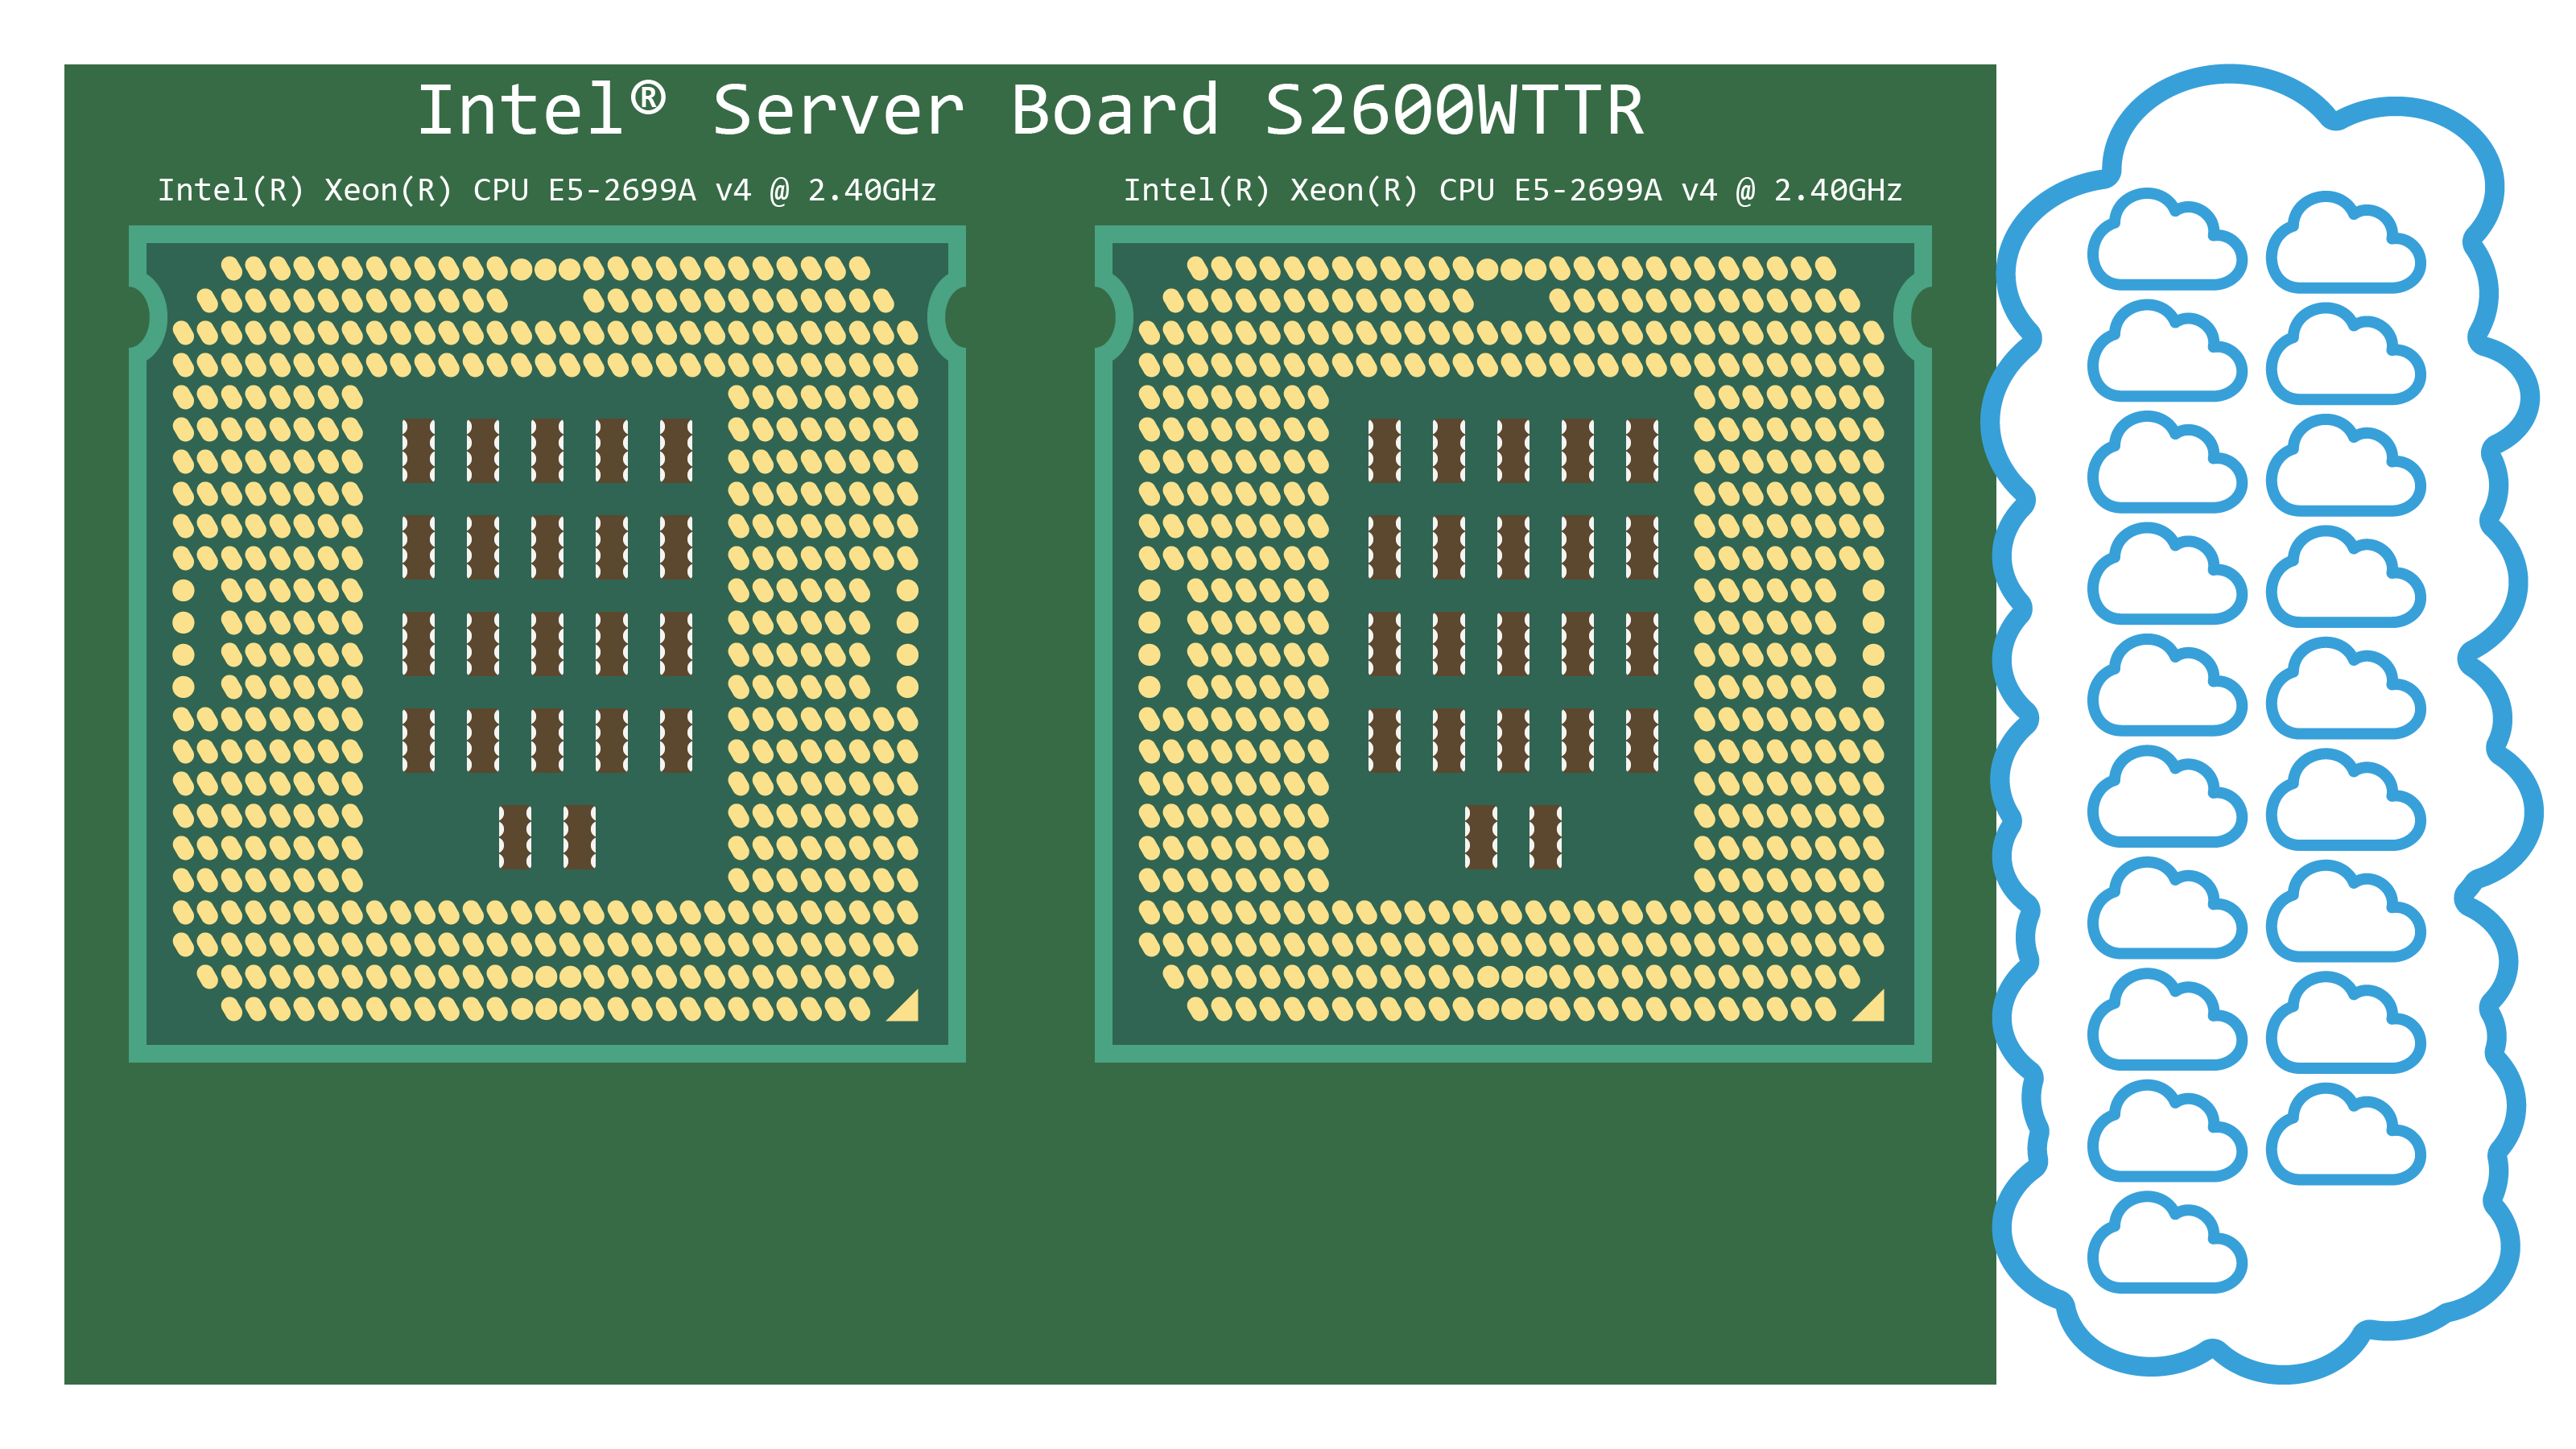 Intel® Server Board S2600WTTR
Intel(R) Xeon(R) CPU E5-2699A v4 @ 2.40GHz
Intel(R) Xeon(R) CPU E5-2699A v4 @ 2.40GHz